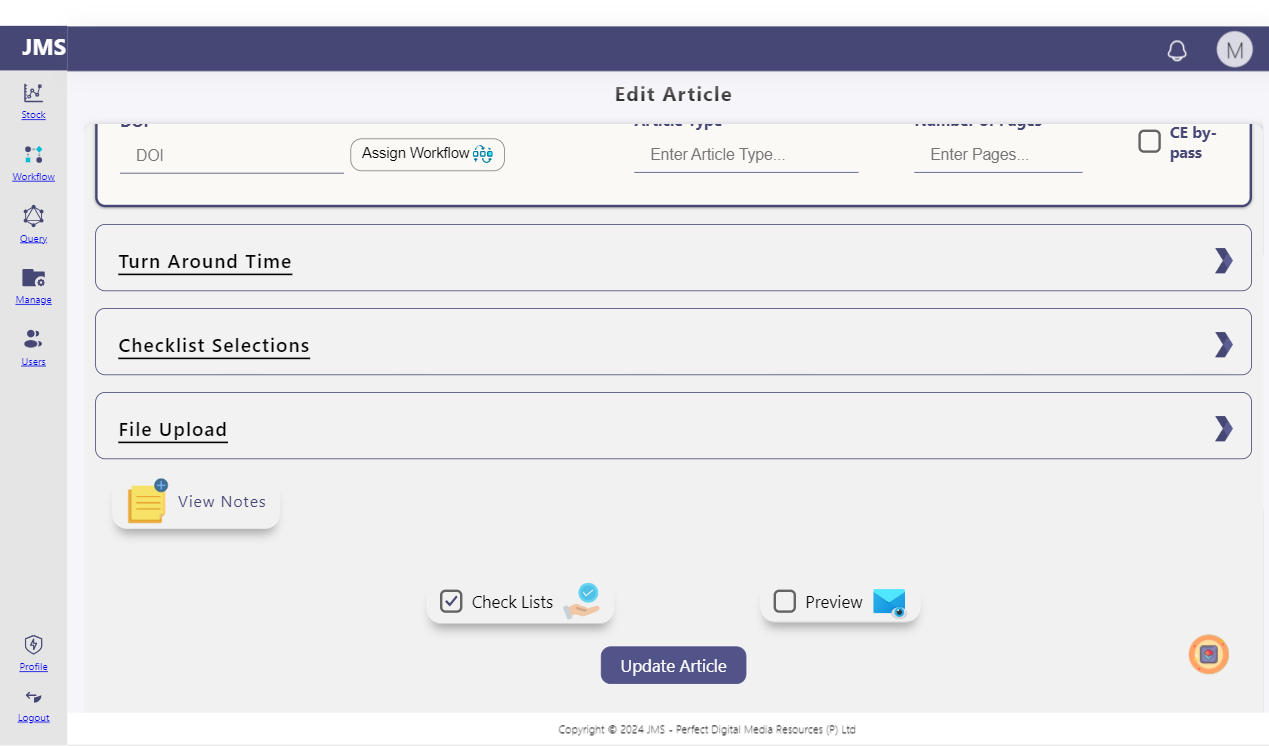 JMS
M
Stock
Workflow
Query
Manage
Users
Profile
Logout
Edit Article
DOI
Article Type
Number of Pages
CE by-
pass
DOI
Assign Workflow
Enter Article Type...
Enter Pages...
Turn Around Time
Checklist Selections
File Upload
View Notes
Check Lists
Preview
Update Article
Copyright © 2024 JMS - Perfect Digital Media Resources (P) Ltd